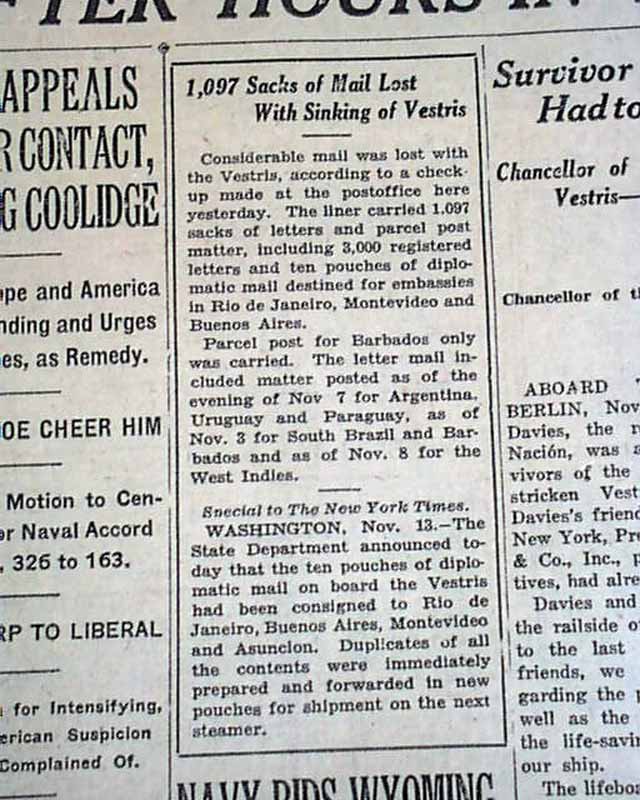 AFTER HOURS IN
APPEALS
R CONTACT,
G COOLIDGE
ope and America
nding and Urges
es, as Remedy.
OE CHEER HIM
Motion to Cen-
or Naval Accord
, 326 to 163.
RP TO LIBERAL
for Intensifying,
erican Suspicion
Complained Of.
1,097 Sacks of Mail Lost
With Sinking of Vestris
Considerable mail was lost with
the Vestris, according to a check-
up made at the postoffice here
yesterday. The liner carried 1,097
sacks of letters and parcel post
matter, including 3,000 registered
letters and ten pouches of diplo-
matic mail destined for embassies
in Rio de Janeiro, Montevideo and
Buenos Aires.
Parcel post for Barbados only
was carried. The letter mail in-
cluded matter posted as of the
evening of Nov 7 for Argentina,
Uruguay and Paraguay, as of
Nov. 3 for South Brazil and Bar-
bados and as of Nov. 8 for the
West Indies.
Special to The New York Times.
WASHINGTON, Nov. 13.—The
State Department announced to-
day that the ten pouches of diplo-
matic mail on board the Vestris
had been consigned to Rio de
Janeiro, Buenos Aires, Montevideo
and Asuncion. Duplicates of all
the contents were immediately
prepared and forwarded in new
pouches for shipment on the next
steamer.
NAVY RIDS WYOMING
Survivor
Had to
Chancellor of
Vestris—
Chancellor of t
ABOARD
BERLIN, Nov
Davies, the r
Nación, was a
vivors of the
stricken Vest
Davies's friend
New York, Pre
& Co., Inc., p
tives, had alre
Davies and
the railside o
to the last
friends, we
garding the
well as the
the life-savin
our ship.
The lifebo